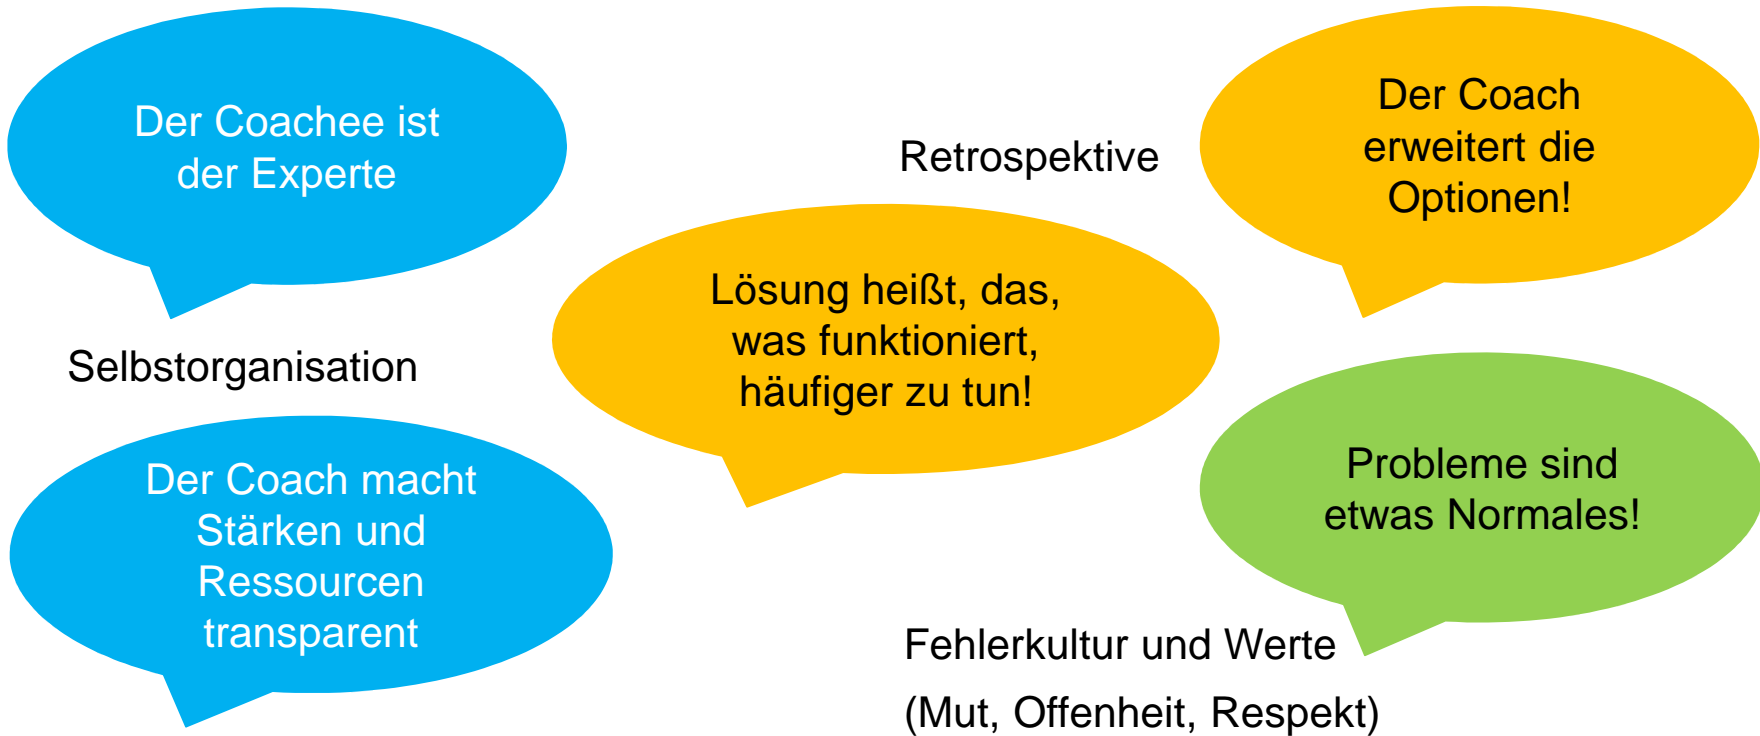 Der Coachee ist
der Experte
Selbstorganisation
Der Coach macht
Stärken und
Ressourcen
transparent
Retrospektive
Lösung heißt, das,
was funktioniert,
häufiger zu tun!
Der Coach
erweitert die
Optionen!
Probleme sind
etwas Normales!
Fehlerkultur und Werte
(Mut, Offenheit, Respekt)